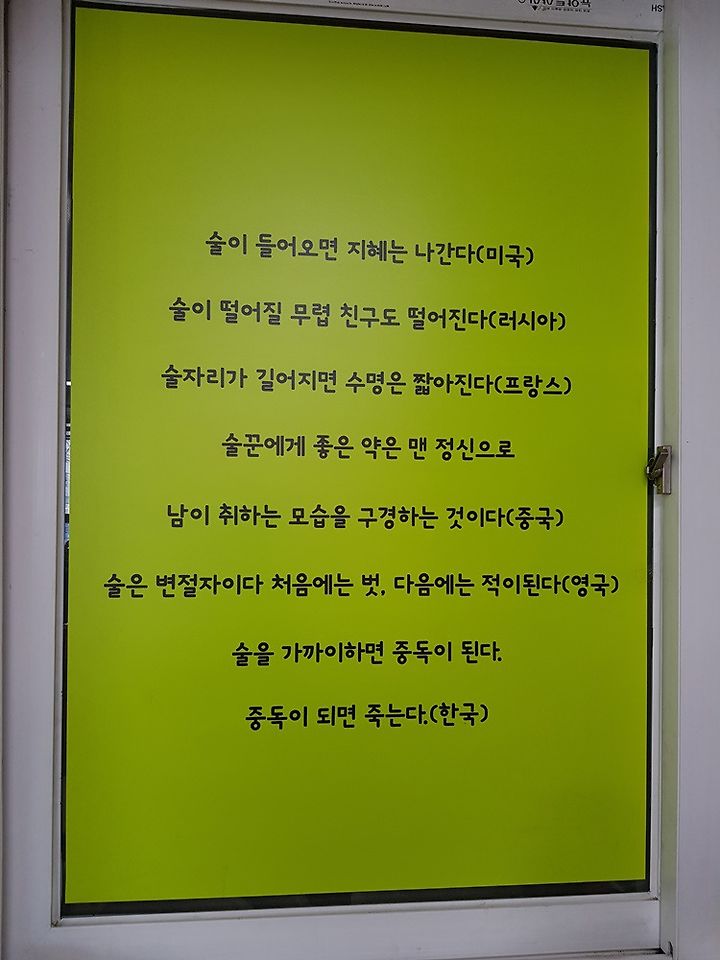 술이 들어오면 지혜는 나간다(미국)
술이 떨어질 무렵 친구도 떨어진다(러시아)
술자리가 길어지면 수명은 짧아진다(프랑스)
술꾼에게 좋은 약은 맨 정신으로
남이 취하는 모습을 구경하는 것이다(중국)
술은 변절자이다 처음에는 벗, 다음에는 적이된다(영국)
술을 가까이하면 중독이 된다.
중독이 되면 죽는다.(한국)